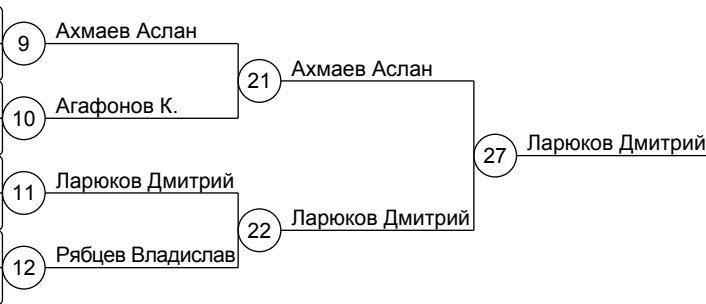 9 Ахмаев Аслан
21 Ахмаев Аслан
10 Агафонов К.
27 Ларюков Дмитрий
11 Ларюков Дмитрий
22 Ларюков Дмитрий
12 Рябцев Владислав